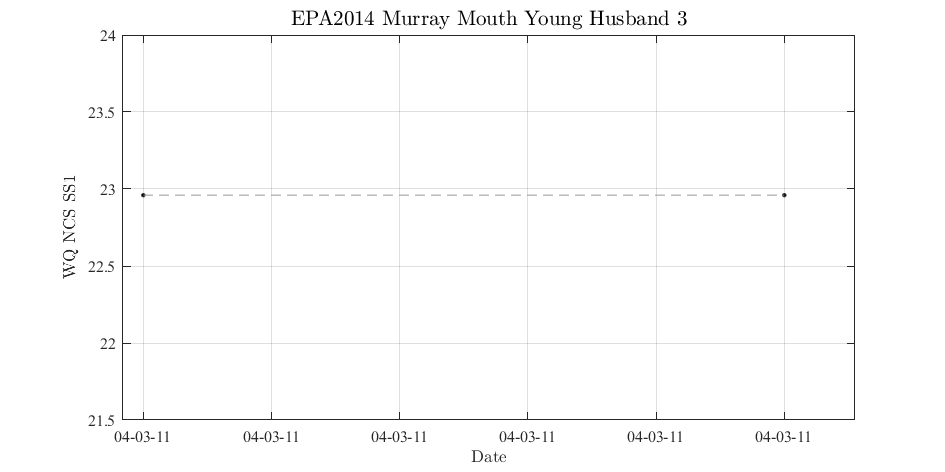 EPA2014 Murray Mouth Young Husband 3
24
23.5
23
22.5
22
21.5
WQ NCS SS1
04-03-11 04-03-11 04-03-11 04-03-11 04-03-11 04-03-11
Date